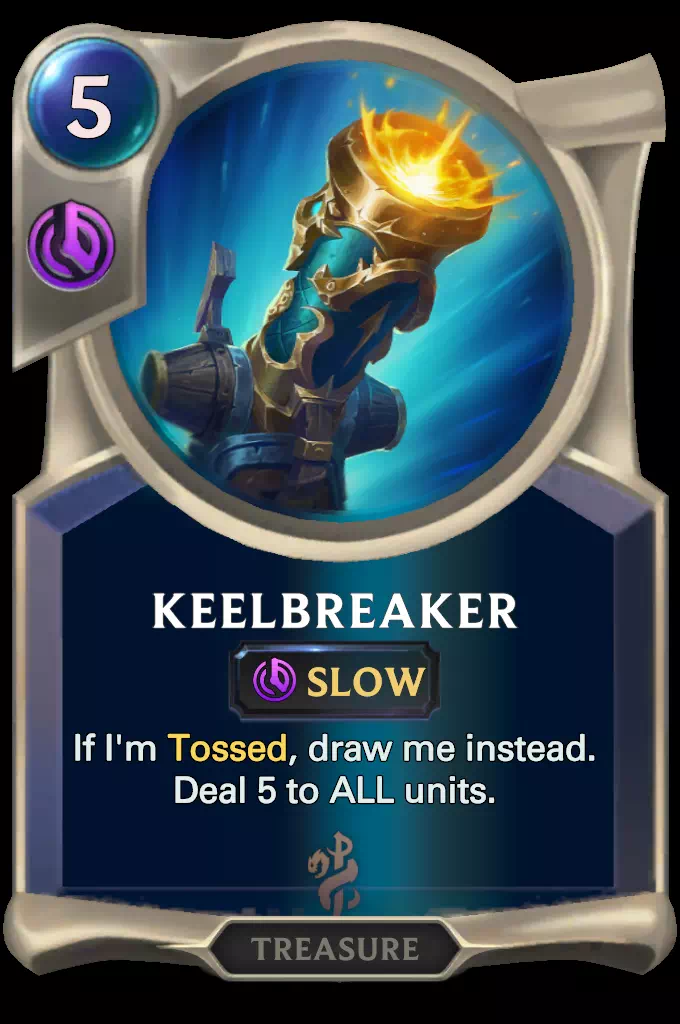 5
KEELBREAKER
SLOW
If I'm Tossed, draw me instead.
Deal 5 to ALL units.
TREASURE